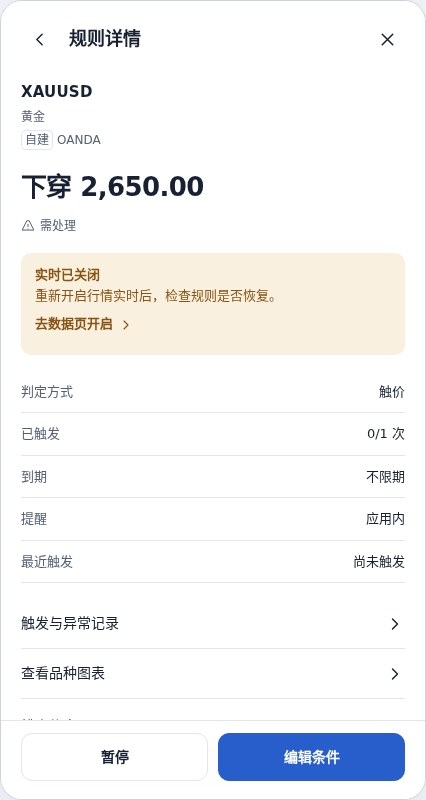 规则详情
XAUUSD
黄金
自建 OANDA
下穿 2,650.00
需处理
实时已关闭
重新开启行情实时后，检查规则是否恢复。
去数据页开启
判定方式 触价
已触发 0/1 次
到期 不限期
提醒 应用内
最近触发 尚未触发
触发与异常记录
查看品种图表
暂停 编辑条件